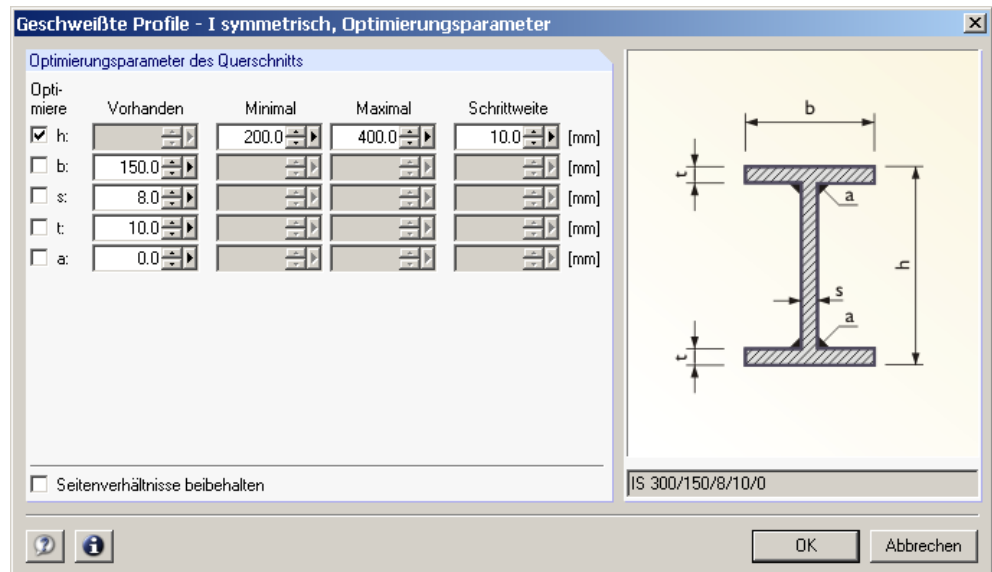 Geschweißte Profile - I symmetrisch, Optimierungsparameter
Optimierungsparameter des Querschnitts
Opti-
miere Vorhanden Minimal Maximal Schrittweite
h: 200.0 400.0 10.0 [mm]
b: 150.0 [mm]
s: 8.0 [mm]
t: 10.0 [mm]
a: 0.0 [mm]
Seitenverhältnisse beibehalten
b
t
a
h
s
a
t
IS 300/150/8/10/0
OK Abbrechen